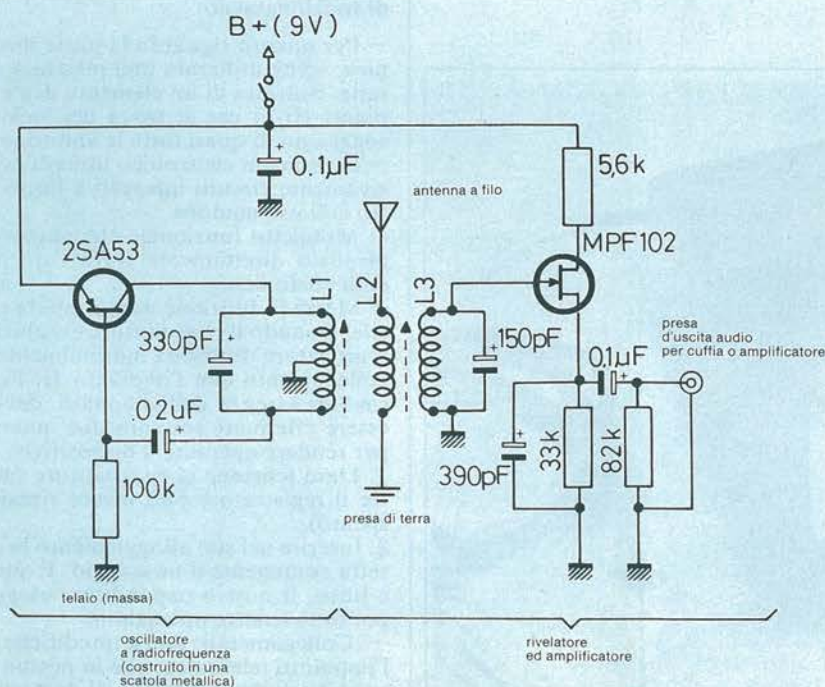 B+(9V)
0.1µF
antenna a filo
5,6k
MPF102
2SA53
L1
L2
L3
330pF
150pF
presa
d'uscita audio
per cuffia o amplificatore
0,1µF
.02uF
390pF
33k
82k
100k
presa di terra
telaio (massa)
oscillatore
a radiofrequenza
(costruito in una
scatola metallica)
rivelatore
ed amplificatore